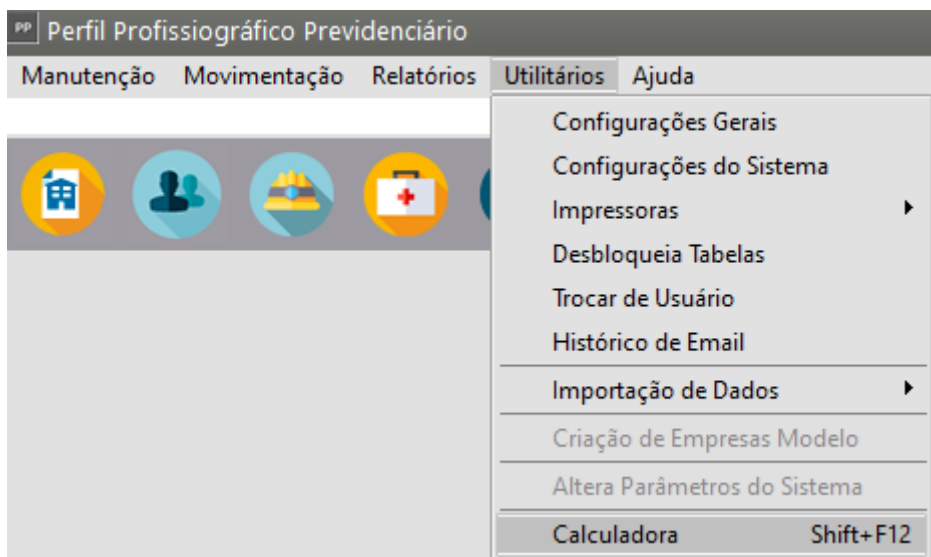 PP Perfil Profissiográfico Previdenciário
Manutenção Movimentação Relatórios Utilitários Ajuda
Configurações Gerais
Configurações do Sistema
Impressoras
Desbloqueia Tabelas
Trocar de Usuário
Histórico de Email
Importação de Dados
Criação de Empresas Modelo
Altera Parâmetros do Sistema
Calculadora Shift+F12